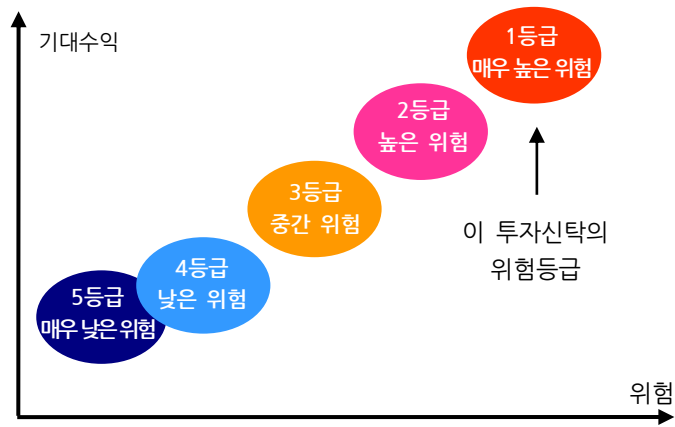 기대수익
1등급
매우 높은 위험
2등급
높은 위험
3등급
중간 위험
이 투자신탁의
위험등급
4등급
낮은 위험
5등급
매우 낮은 위험
위험